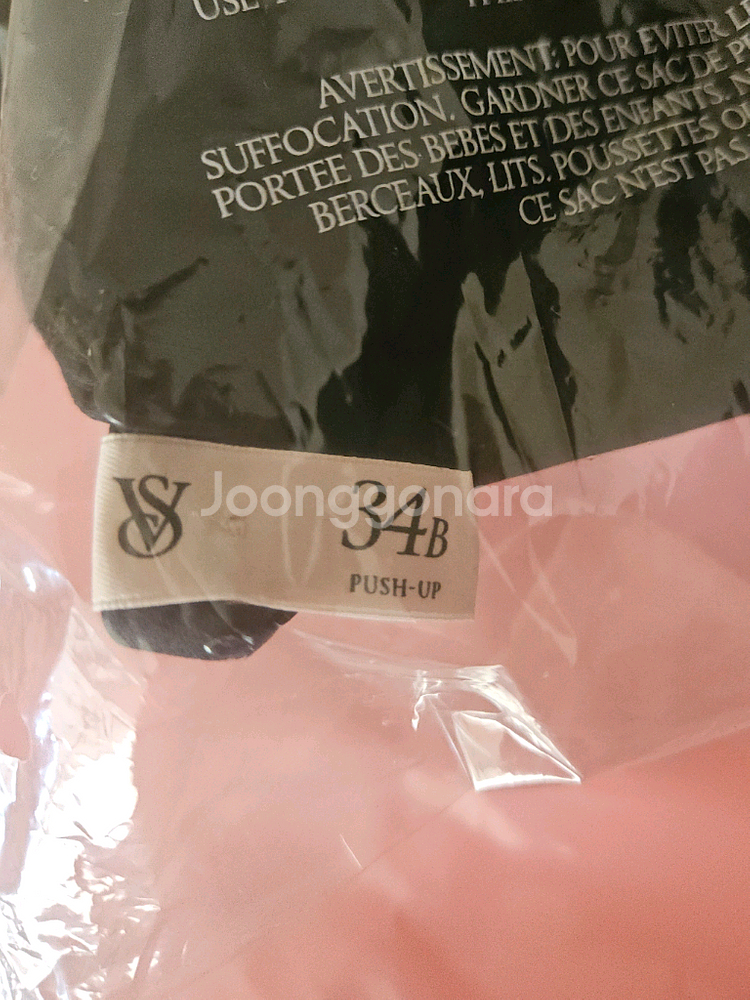 USE
AVERTISSEMENT: POUR EVITER
SUFFOCATION. GARDNER CE SAC DE
PORTEE DES BEBES ET DES ENFANTS.
BERCEAUX, LITS. POUSSETTES
CE SAC N'EST PAS
VS
34B
PUSH-UP
Joonggonara